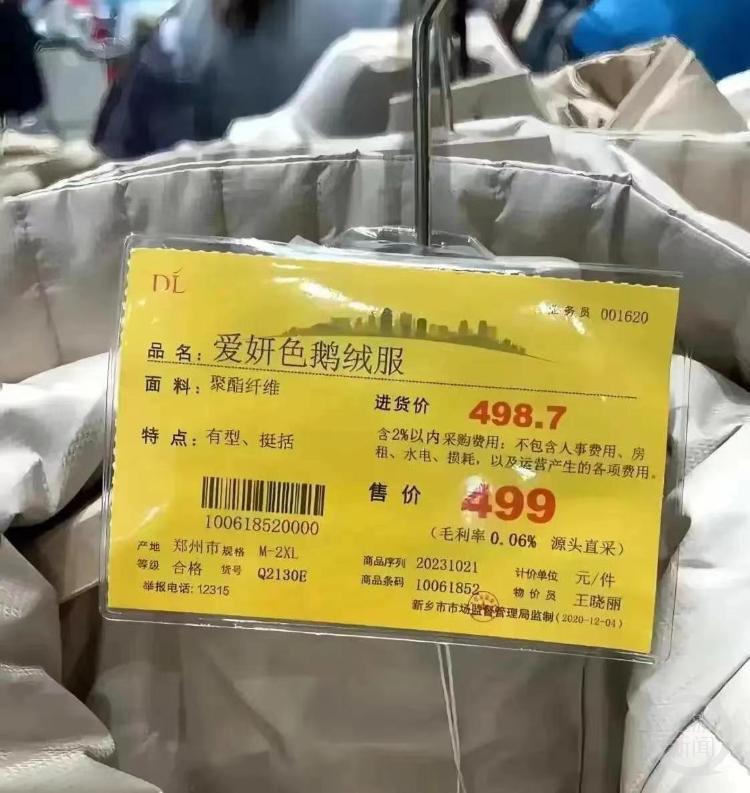 DL
务员 001620
品名：爱妍色鹅绒服
面料：聚酯纤维
进货价 498.7
含2%以内采购费用；不包含人事费用、房
租、水电、损耗，以及运营产生的各项费用。
特点：有型、挺括
售价 499
（毛利率 0.06% 源头直采）
100618520000
产地 郑州市 规格 M-2XL
等级 合格 货号 Q2130E
举报电话: 12315
商品序列 20231021 计价单位 元/件
商品条码 10061852 物价员 王晓丽
新乡市市场监督管理局监制(2020-12-04)
新闻